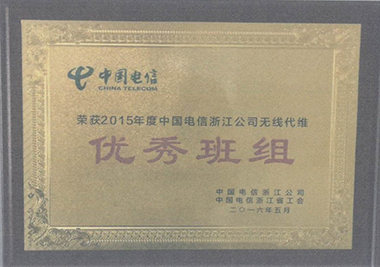 中国电信
CHINA TELECOM
荣获2015年度中国电信浙江公司无线代维
优秀班组
中国电信浙江公司
中国电信浙江省工会
二〇一六年五月